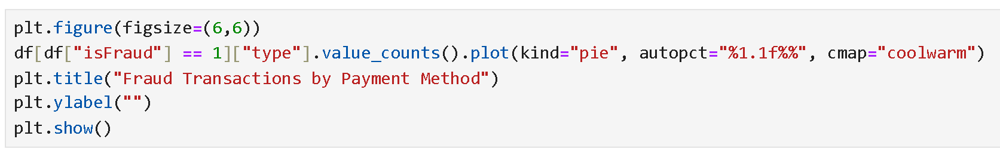 plt.figure(figsize=(6,6))
df[df["isFraud"] == 1]["type"].value_counts().plot(kind="pie", autopct="%1.1f%%", cmap="coolwarm")
plt.title("Fraud Transactions by Payment Method")
plt.ylabel("")
plt.show()